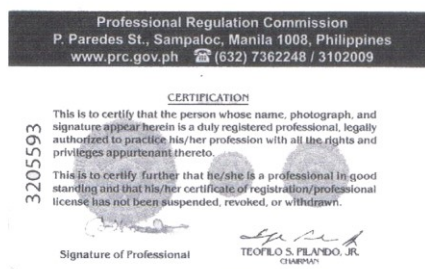 Professional Regulation Commission
P. Paredes St., Sampaloc, Manila 1008, Philippines
www.prc.gov.ph ☎ (632) 7362248 / 3102009
CERTIFICATION
This is to certify that the person whose name, photograph, and
signature appear herein is a duly registered professional, legally
authorized to practice his/her profession with all the rights and
privileges appurtenant thereto.
This is to certify further that he/she is a professional in good
standing and that his/her certificate of registration/professional
license has not been suspended, revoked, or withdrawn.
3205593
Signature of Professional
TEOFILO S. PILANDO, JR.
CHAIRMAN